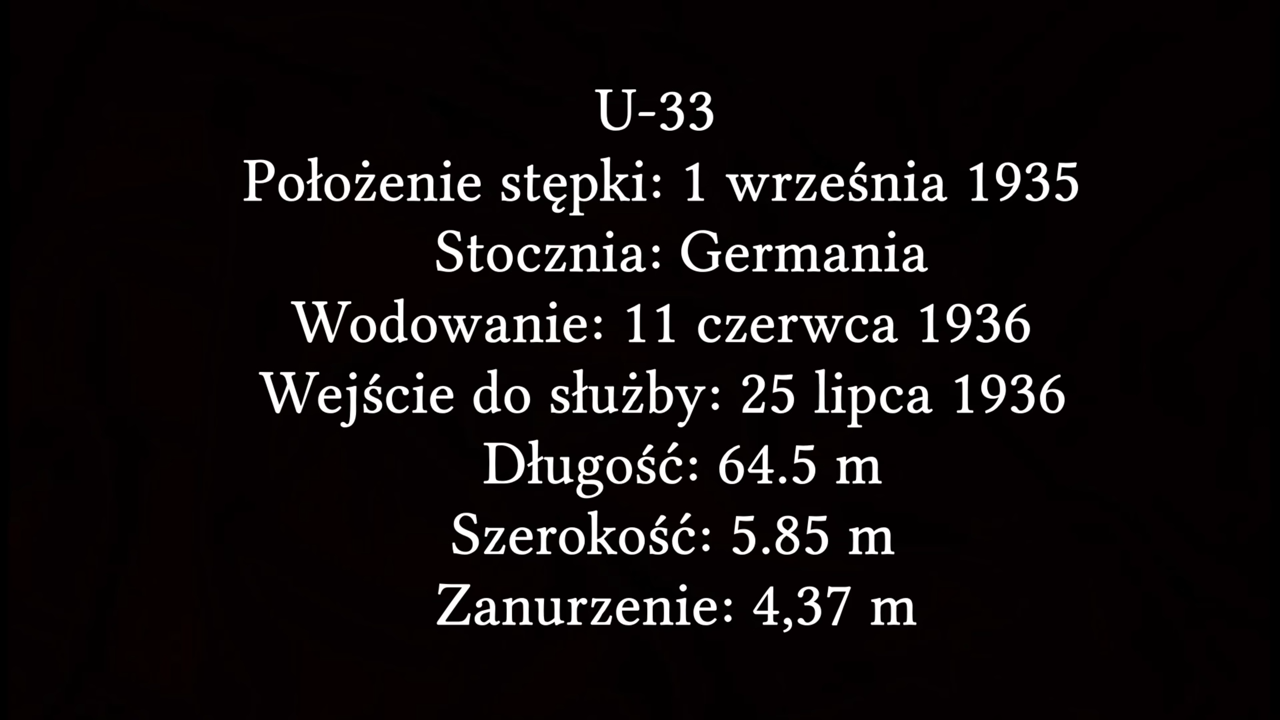 U-33
Położenie stępki: 1 września 1935
Stocznia: Germania
Wodowanie: 11 czerwca 1936
Wejście do służby: 25 lipca 1936
Długość: 64.5 m
Szerokość: 5.85 m
Zanurzenie: 4,37 m